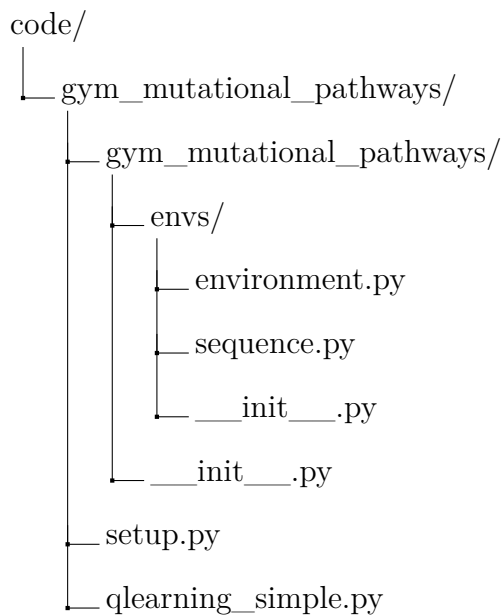 code/
gym_mutational_pathways/
gym_mutational_pathways/
envs/
environment.py
sequence.py
__init__.py
__init__.py
setup.py
qlearning_simple.py